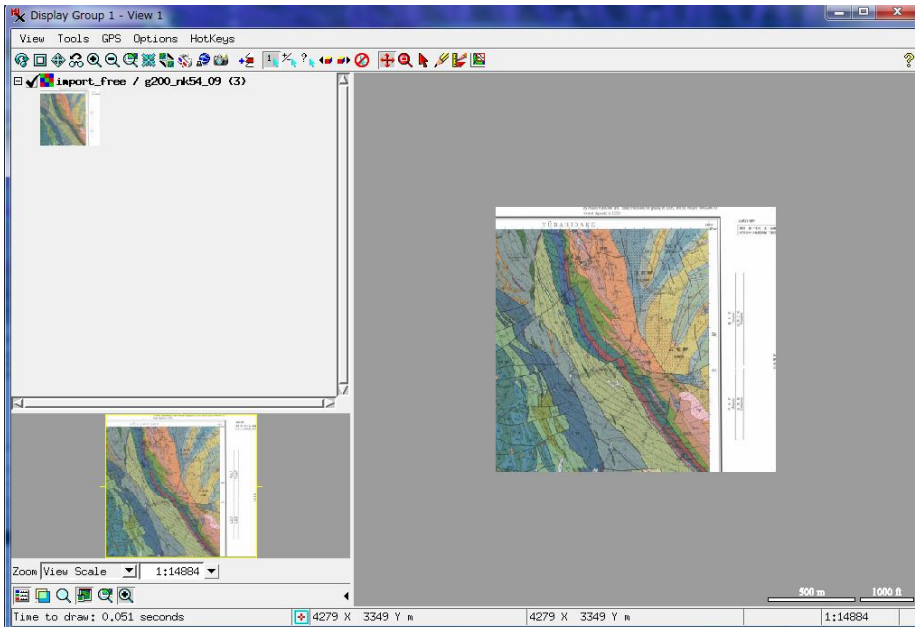 Display Group 1 - View 1
View Tools GPS Options HotKeys
import_free / g200_nk54_09 (3)
YŪBARIDAKE
Zoom View Scale 1:14884
500 m 1000 ft
Time to draw: 0.051 seconds 4279 X 3349 Y m 4279 X 3349 Y m 1:14884